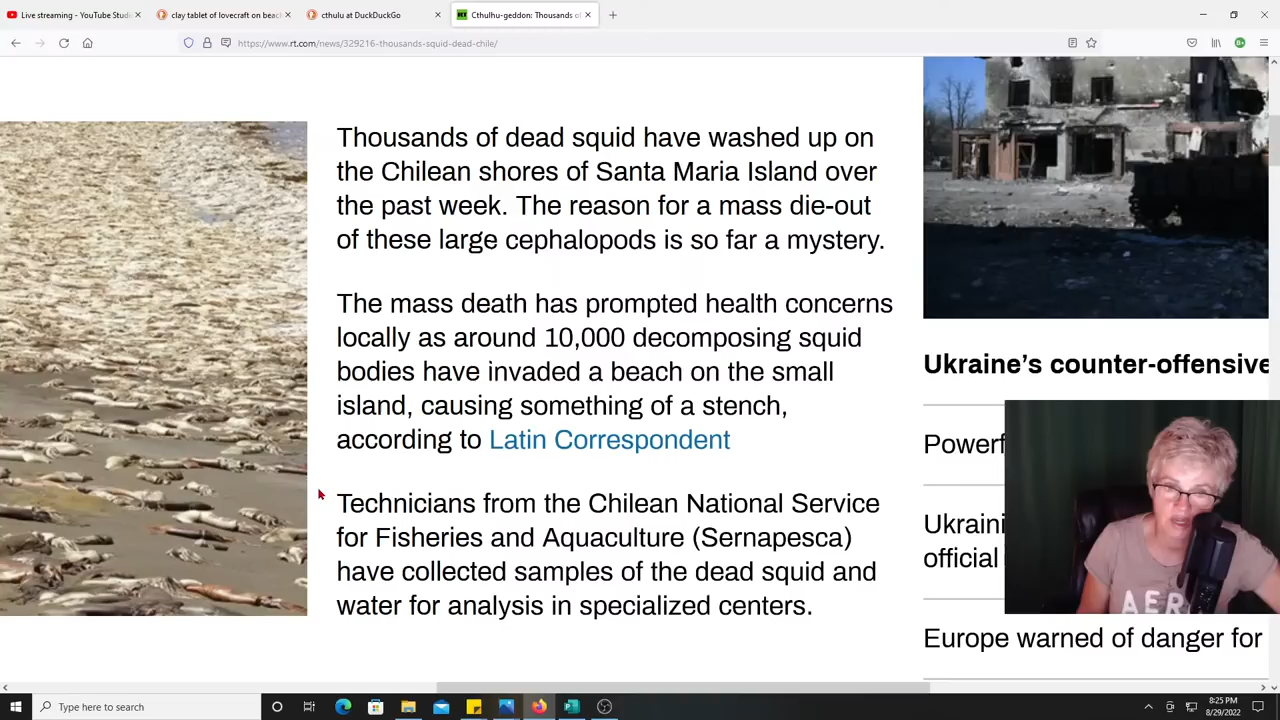 Live streaming - YouTube Studi
clay tablet of lovecraft on beach
cthulu at DuckDuckGo
Cthulhu-geddon: Thousands of
https://www.rt.com/news/329216-thousands-squid-dead-chile/
Thousands of dead squid have washed up on
the Chilean shores of Santa Maria Island over
the past week. The reason for a mass die-out
of these large cephalopods is so far a mystery.
The mass death has prompted health concerns
locally as around 10,000 decomposing squid
bodies have invaded a beach on the small
island, causing something of a stench,
according to Latin Correspondent
Technicians from the Chilean National Service
for Fisheries and Aquaculture (Sernapesca)
have collected samples of the dead squid and
water for analysis in specialized centers.
Ukraine's counter-offensive
Powerf
Ukraini
official
Europe warned of danger for
AERO
Type here to search
8:25 PM
8/29/2022